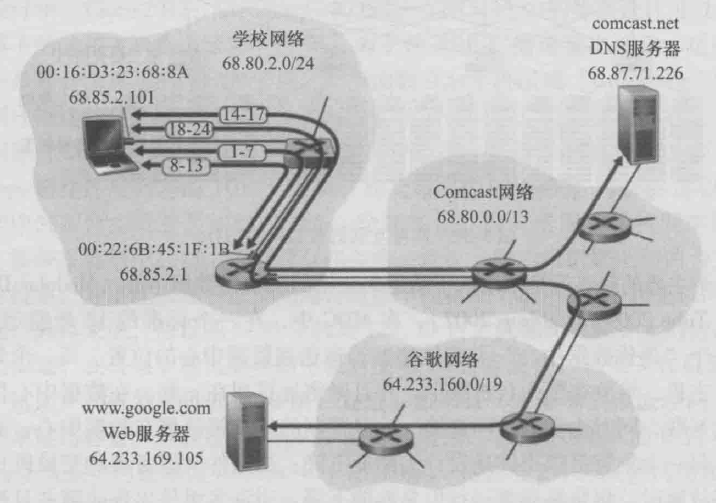 学校网络
68.80.2.0/24
comcast.net
DNS服务器
68.87.71.226
00:16:D3:23:68:8A
68.85.2.101
14-17
18-24
1-7
8-13
Comcast网络
68.80.0.0/13
00:22:6B:45:1F:1B
68.85.2.1
谷歌网络
64.233.160.0/19
www.google.com
Web服务器
64.233.169.105